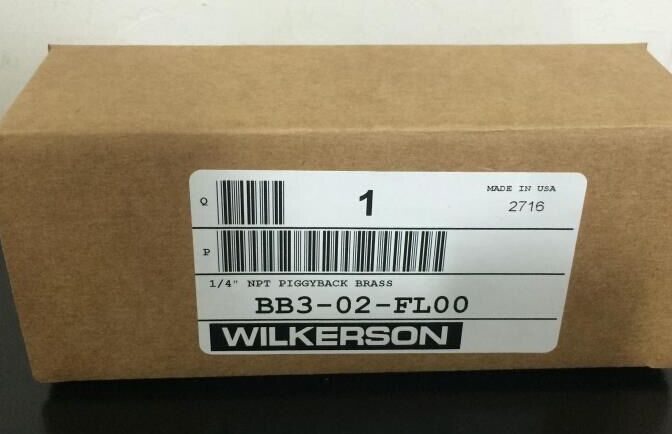 Q 1 MADE IN USA
2716
P
1/4" NPT PIGGYBACK BRASS
BB3-02-FL00
WILKERSON